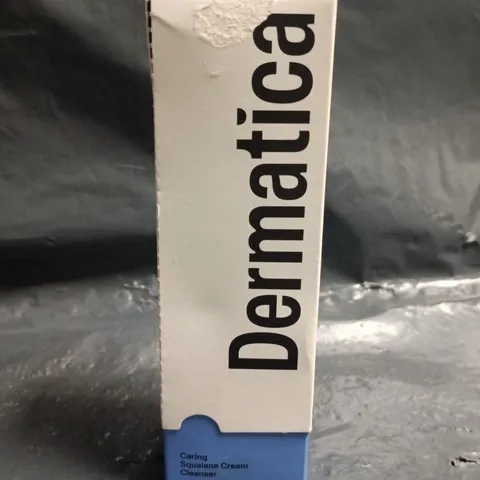 Dermatica
Caring
Squalane Cream
Cleanser